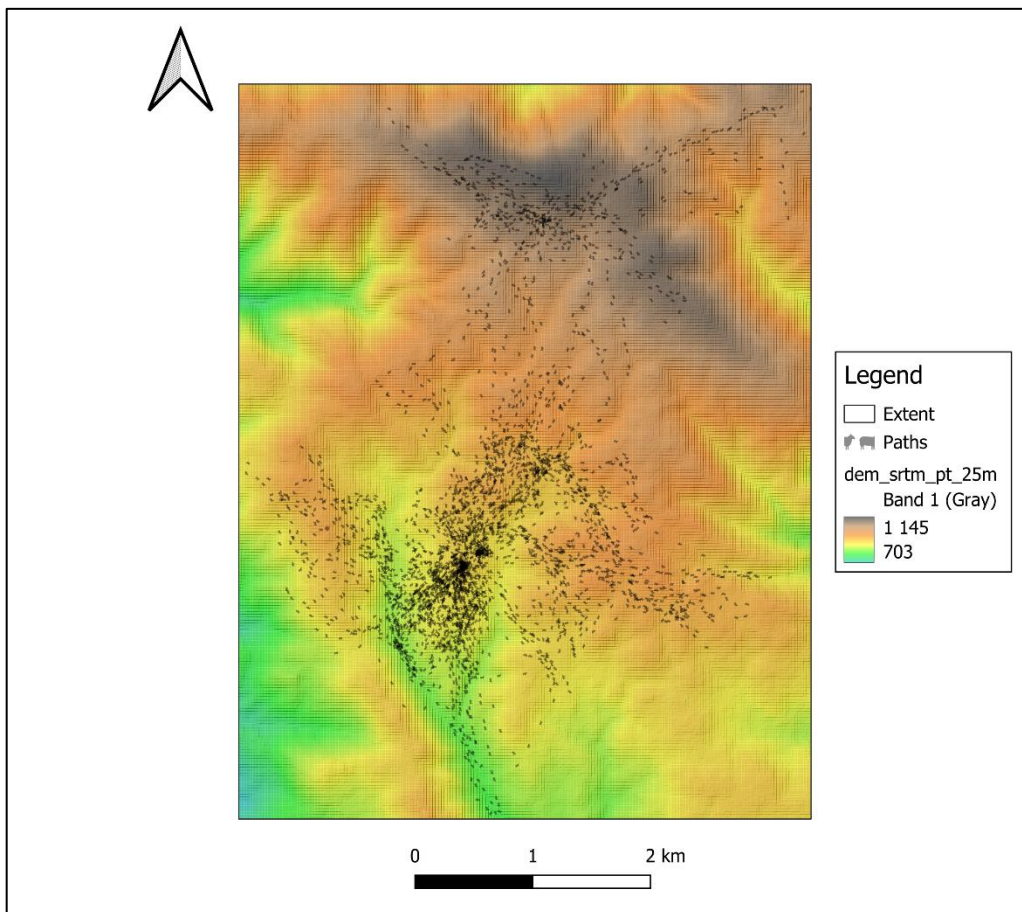 Legend
Extent
Paths
dem_srtm_pt_25m
Band 1 (Gray)
1 145
703
0 1 2 km